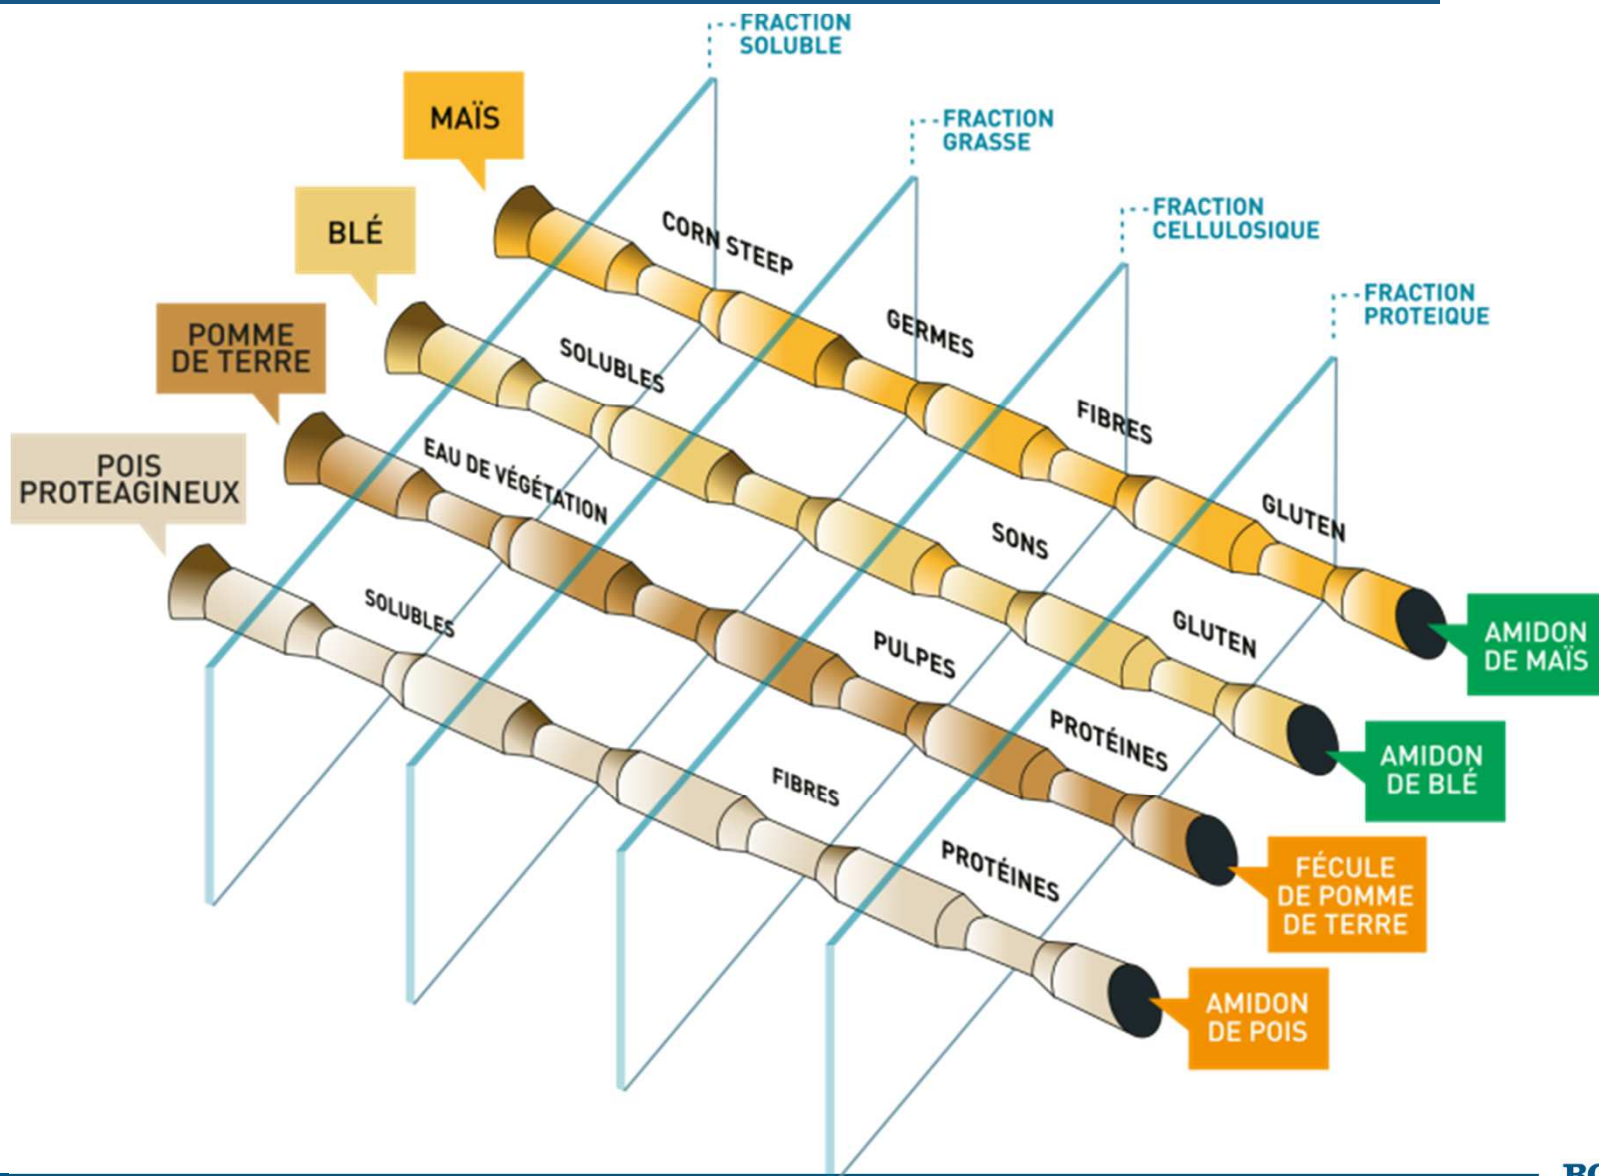 FRACTION
SOLUBLE
FRACTION
GRASSE
FRACTION
CELLULOSIQUE
FRACTION
PROTEIQUE
MAÏS
CORN STEEP
GERMES
FIBRES
GLUTEN
AMIDON
DE MAÏS
BLÉ
SOLUBLES
SONS
GLUTEN
AMIDON
DE BLÉ
POMME
DE TERRE
EAU DE VÉGÉTATION
PULPES
PROTÉINES
FÉCULE
DE POMME
DE TERRE
POIS
PROTEAGINEUX
SOLUBLES
FIBRES
PROTÉINES
AMIDON
DE POIS